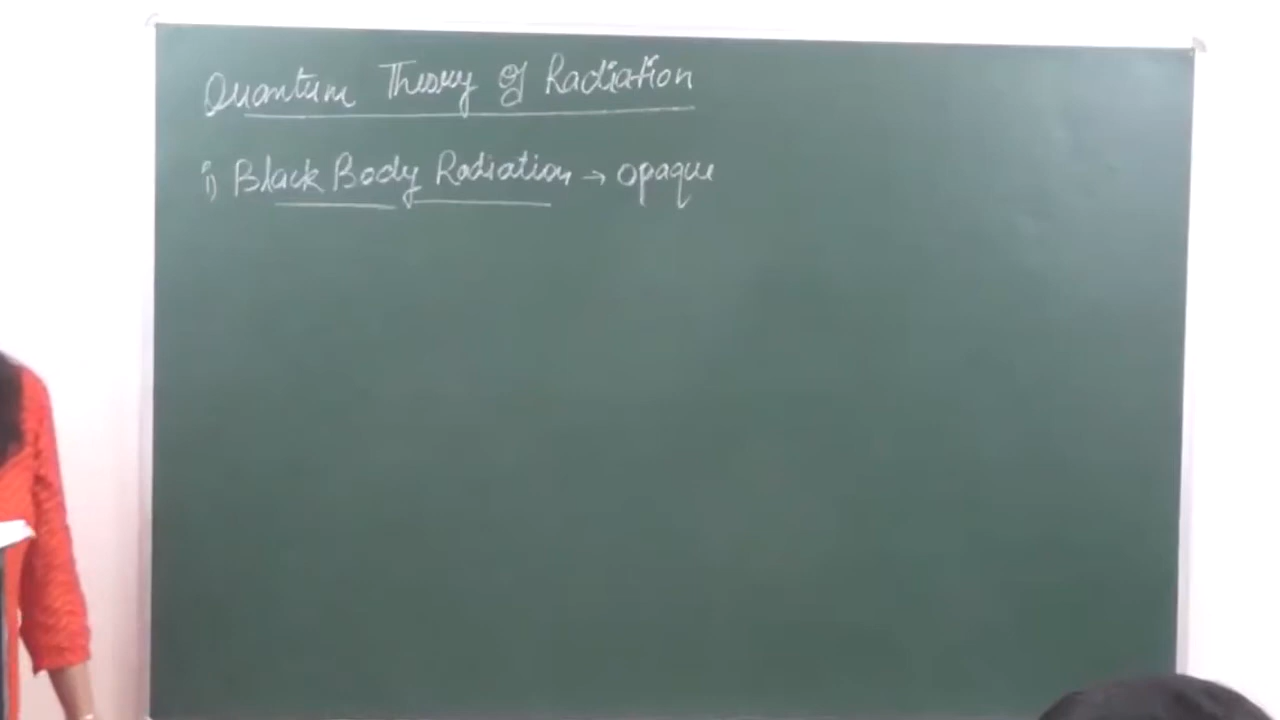 Quantum Theory of Radiation
i) Black Body Radiation → opaque